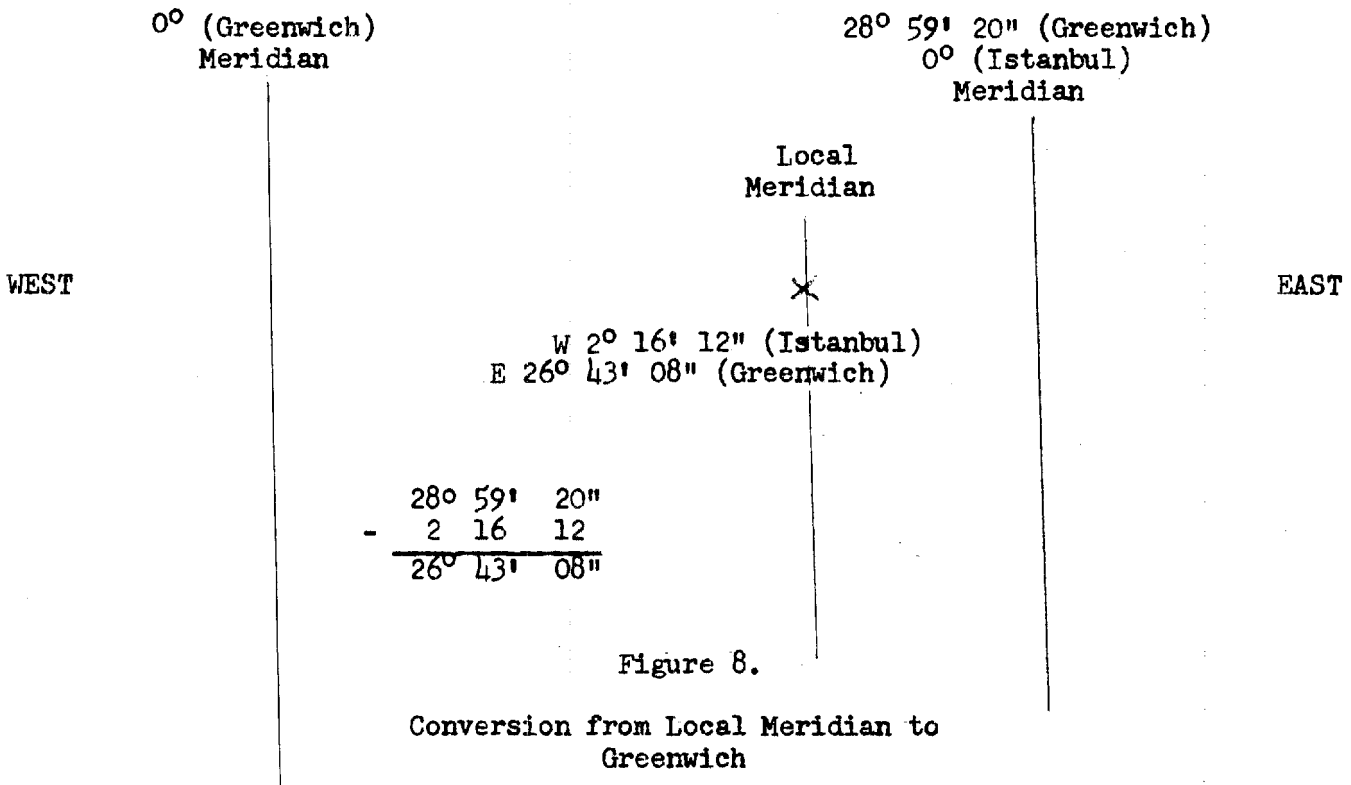 0° (Greenwich)
Meridian
28° 59' 20" (Greenwich)
0° (Istanbul)
Meridian
Local
Meridian
WEST
EAST
W 2° 16' 12" (Istanbul)
E 26° 43' 08" (Greenwich)
28° 59' 20"
- 2 16 12
26° 43' 08"
Figure 8.
Conversion from Local Meridian to
Greenwich